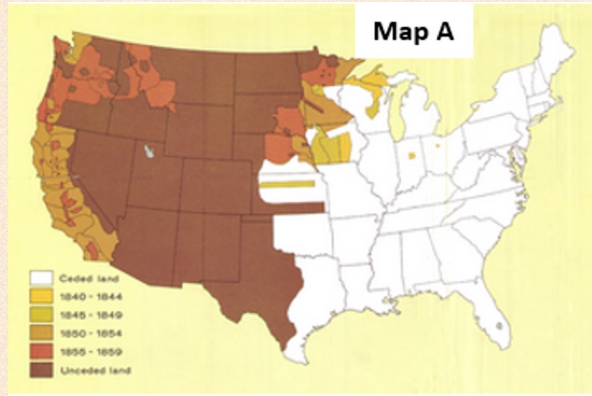 Map A
Ceded land
1840 - 1844
1845 - 1849
1850 - 1854
1855 - 1859
Unceded land